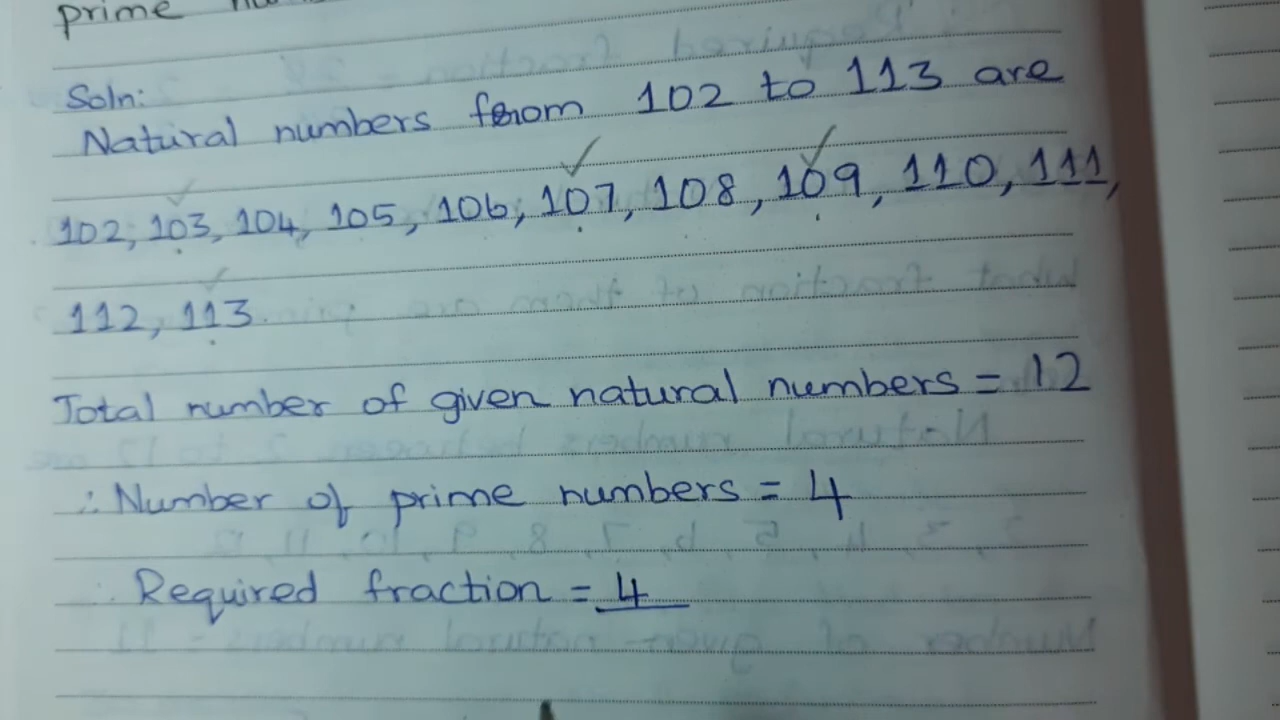 prime
Soln:
Natural numbers from 102 to 113 are
102, 103, 104, 105, 106, 107, 108, 109, 110, 111,
112, 113.
Total number of given natural numbers = 12
∴ Number of prime numbers = 4
∴ Required fraction = 4